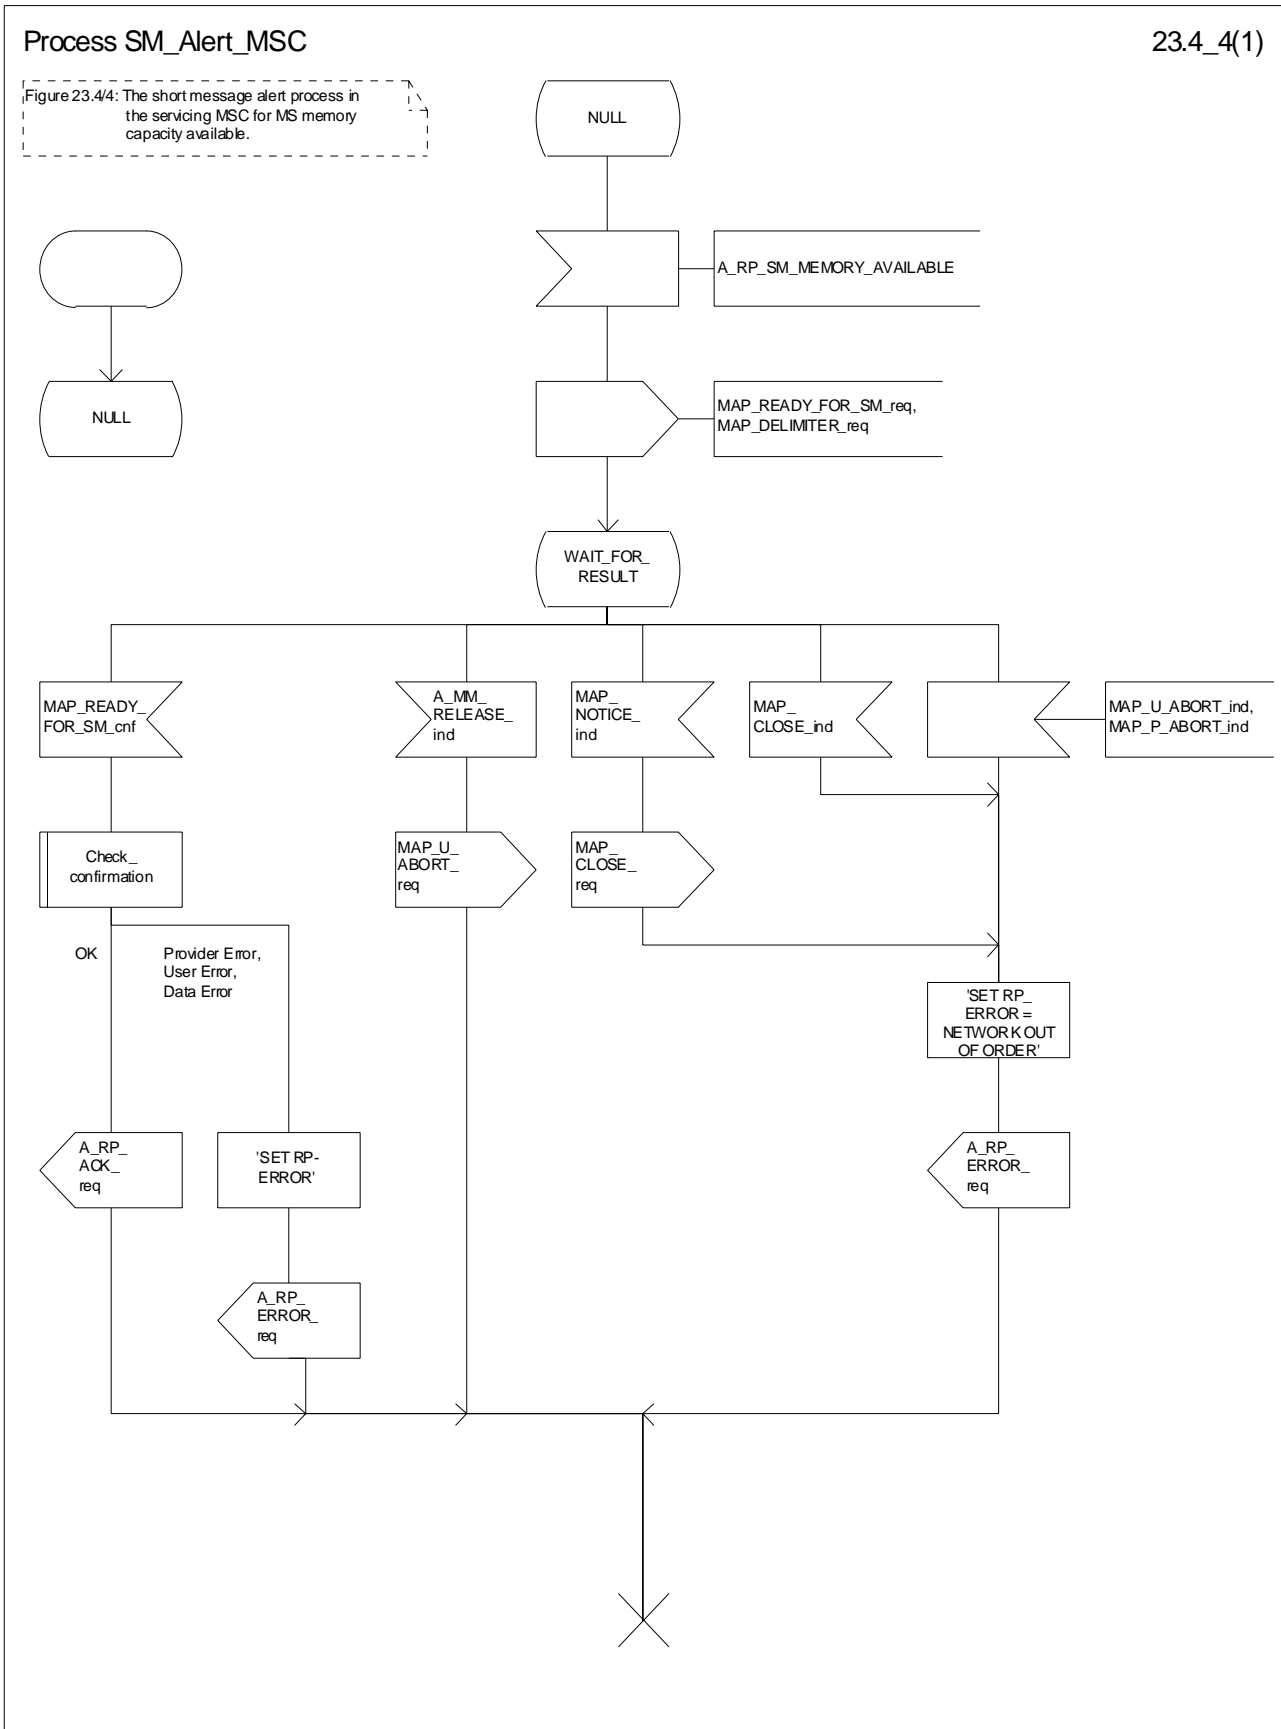 Process SM_Alert_MSC
23.4_4(1)
Figure 23.4/4: The short message alert process in
the servicing MSC for MS memory
capacity available.
NULL
A_RP_SM_MEMORY_AVAILABLE
NULL
MAP_READY_FOR_SM_req,
MAP_DELIMITER_req
WAIT_FOR_
RESULT
MAP_READY_
FOR_SM_cnf
A_MM_
RELEASE_
ind
MAP_
NOTICE_
ind
MAP_
CLOSE_ind
MAP_U_ABORT_ind,
MAP_P_ABORT_ind
Check_
confirmation
MAP_U_
ABORT_
req
MAP_
CLOSE_
req
OK
Provider Error,
User Error,
Data Error
'SET RP_
ERROR =
NETWORK OUT
OF ORDER'
A_RP_
ACK_
req
'SET RP-
ERROR'
A_RP_
ERROR_
req
A_RP_
ERROR_
req